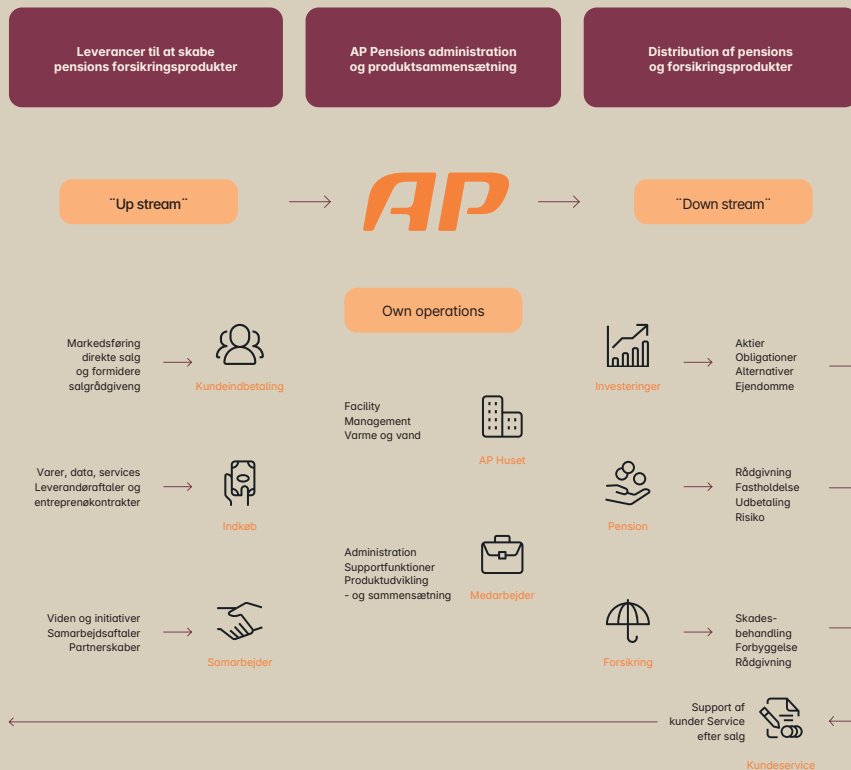 Leverancer til at skabe
pensions forsikringsprodukter
AP Pensions administration
og produktsammensætning
Distribution af pensions
og forsikringsprodukter
¨Up stream¨
AP
¨Down stream¨
Own operations
Markedsføring
direkte salg
og formidere
salgrådgiveng
Kundeindbetaling
Varer, data, services
Leverandøraftaler og
entreprenøkontrakter
Indkøb
Viden og initiativer
Samarbejdsaftaler
Partnerskaber
Samarbejder
Facility
Management
Varme og vand
AP Huset
Administration
Supportfunktioner
Produktudvikling
- og sammensætning
Medarbejder
Investeringer
Aktier
Obligationer
Alternativer
Ejendomme
Pension
Rådgivning
Fastholdelse
Udbetaling
Risiko
Forsikring
Skades-
behandling
Forbyggelse
Rådgivning
Support af
kunder Service
efter salg
Kundeservice